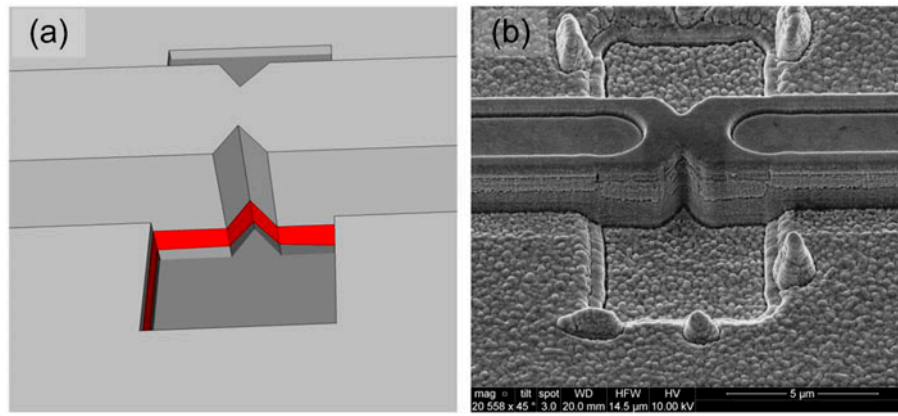 (a)
(b)
mag □ tilt spot WD HFW HV
20 558 x 45 ° 3.0 20.0 mm 14.5 µm 10.00 kV
5 µm